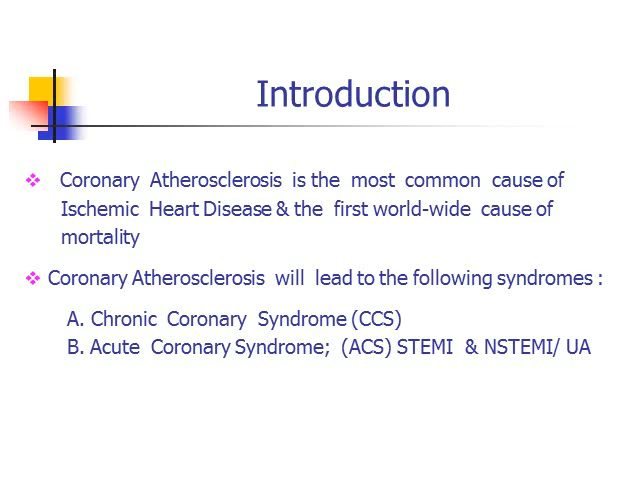 Introduction
Coronary Atherosclerosis is the most common cause of
Ischemic Heart Disease & the first world-wide cause of
mortality
Coronary Atherosclerosis will lead to the following syndromes :
A. Chronic Coronary Syndrome (CCS)
B. Acute Coronary Syndrome; (ACS) STEMI & NSTEMI/ UA